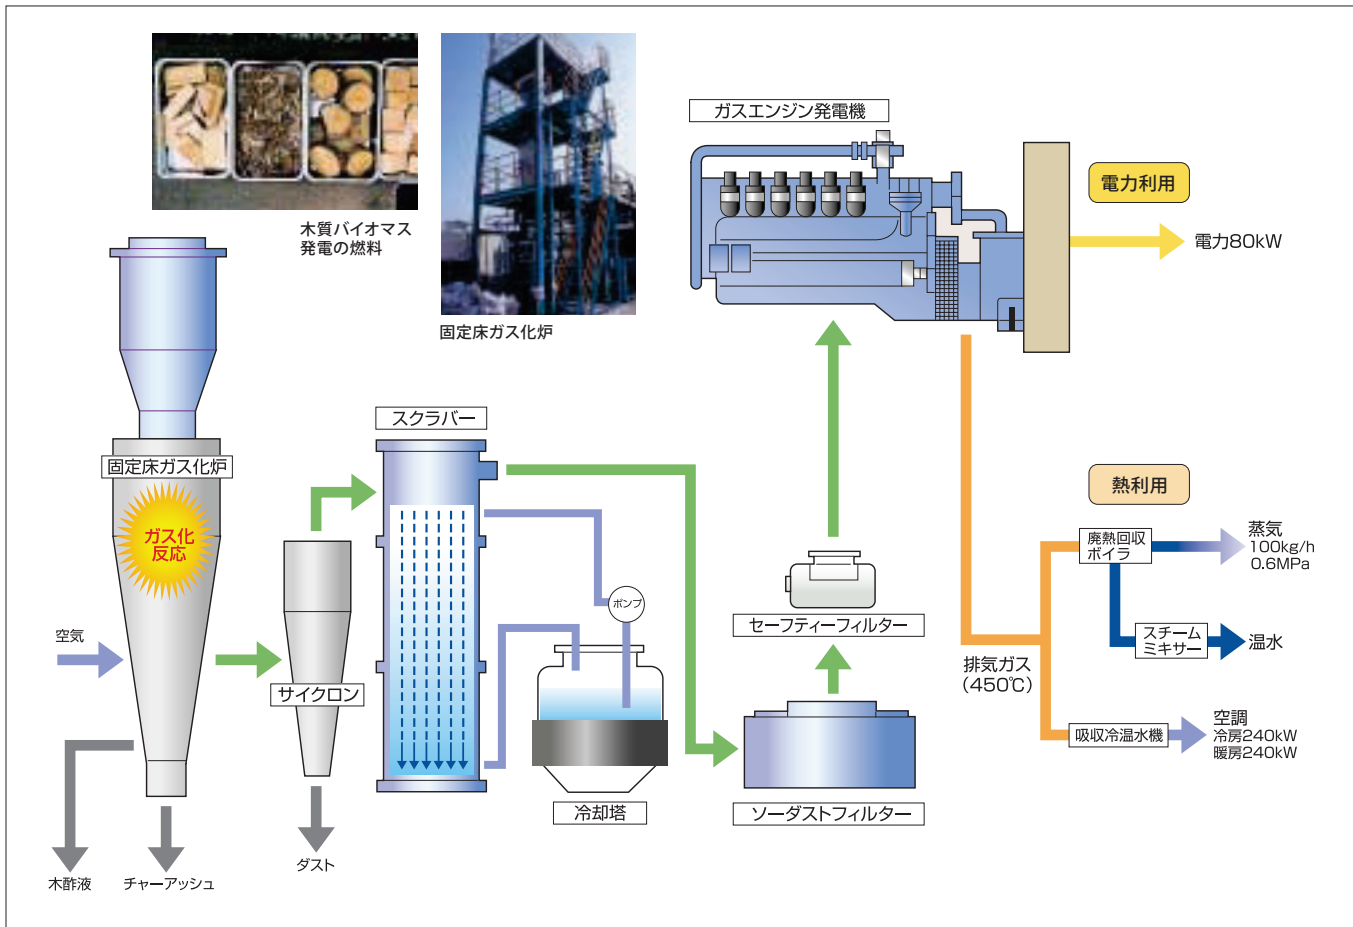 ガスエンジン発電機
電力利用
電力80kW
木質バイオマス
発電の燃料
固定床ガス化炉
スクラバー
固定床ガス化炉
ガス化
反応
熱利用
廃熱回収
ボイラ
蒸気
100kg/h
0.6MPa
空気
ポンプ
セーフティーフィルター
スチーム
ミキサー
温水
排気ガス
(450℃)
サイクロン
吸収冷温水機
空調
冷房240kW
暖房240kW
冷却塔
ソーダストフィルター
ダスト
木酢液
チャーアッシュ